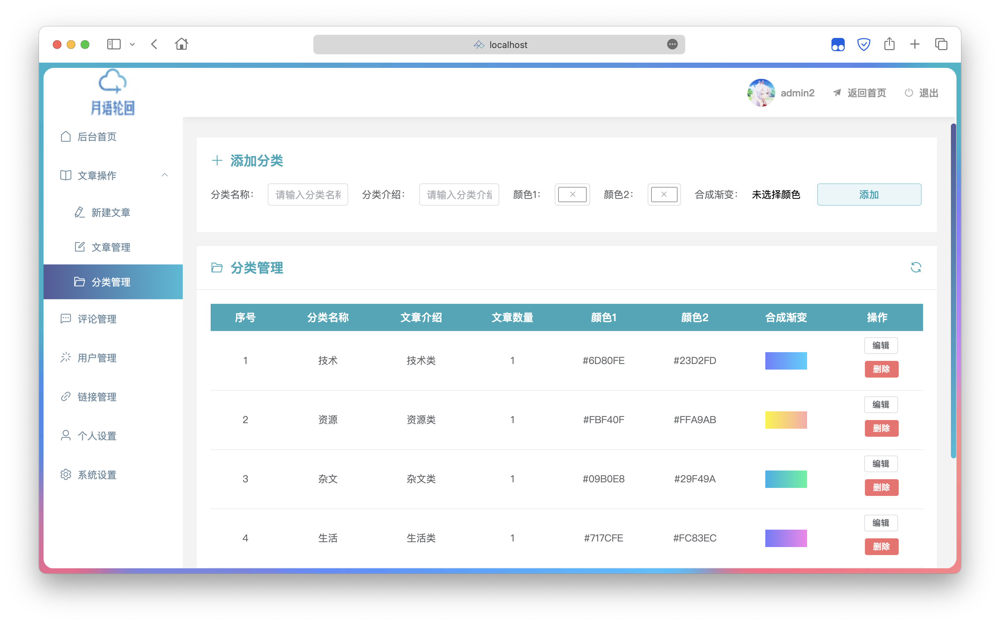 localhost
月语轮回
admin2 返回首页 退出
后台首页
文章操作
新建文章
文章管理
分类管理
评论管理
用户管理
链接管理
个人设置
系统设置
添加分类
分类名称： 请输入分类名称 分类介绍： 请输入分类介绍 颜色1： 颜色2： 合成渐变： 未选择颜色 添加
分类管理
序号 分类名称 文章介绍 文章数量 颜色1 颜色2 合成渐变 操作
1 技术 技术类 1 #6D80FE #23D2FD 编辑 删除
2 资源 资源类 1 #FBF40F #FFA9AB 编辑 删除
3 杂文 杂文类 1 #09B0E8 #29F49A 编辑 删除
4 生活 生活类 1 #717CFE #FC83EC 编辑 删除